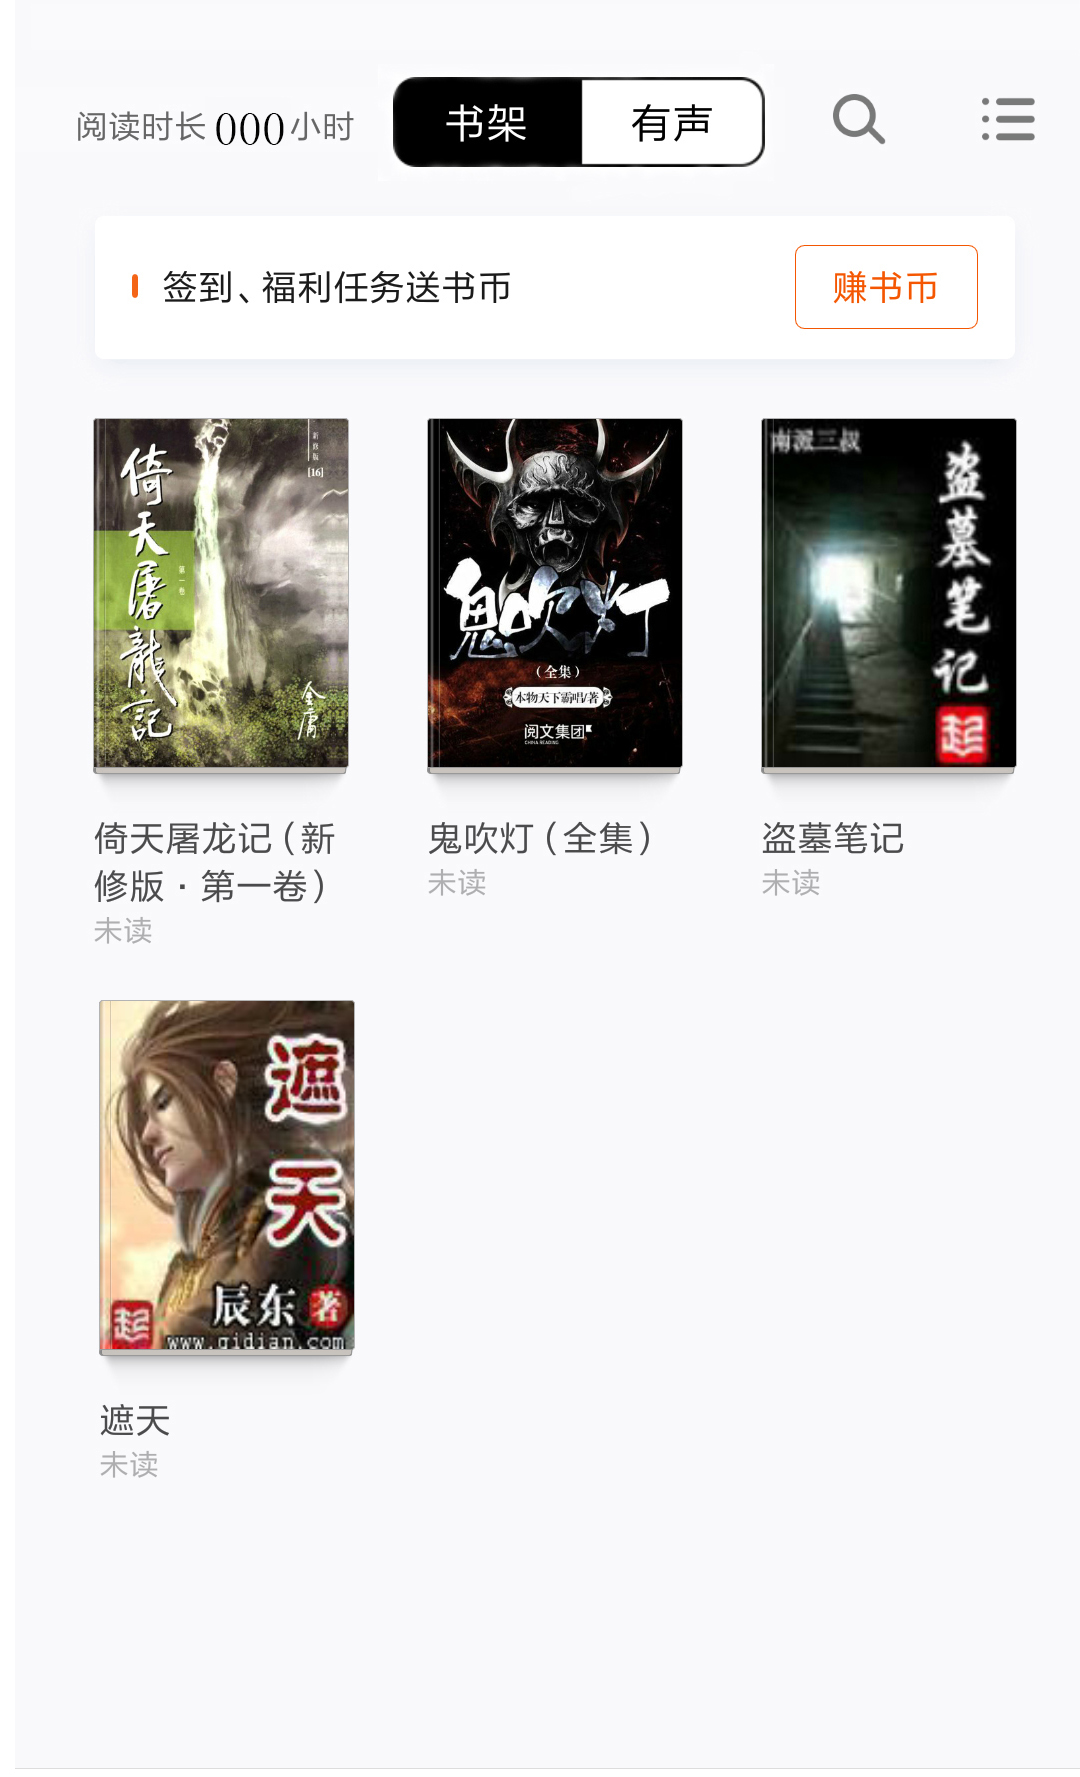 阅读时长 000 小时
书架
有声
签到、福利任务送书币
赚书币
倚天屠龍記
第一卷
新修版
[16]
金庸
鬼吹灯
（全集）
本物天下霸唱/著
阅文集团
CHINA READING
南派三叔
盗墓笔记
起
倚天屠龙记（新
修版·第一卷）
未读
鬼吹灯（全集）
未读
盗墓笔记
未读
遮天
辰东 著
起
www.qidian.com
遮天
未读